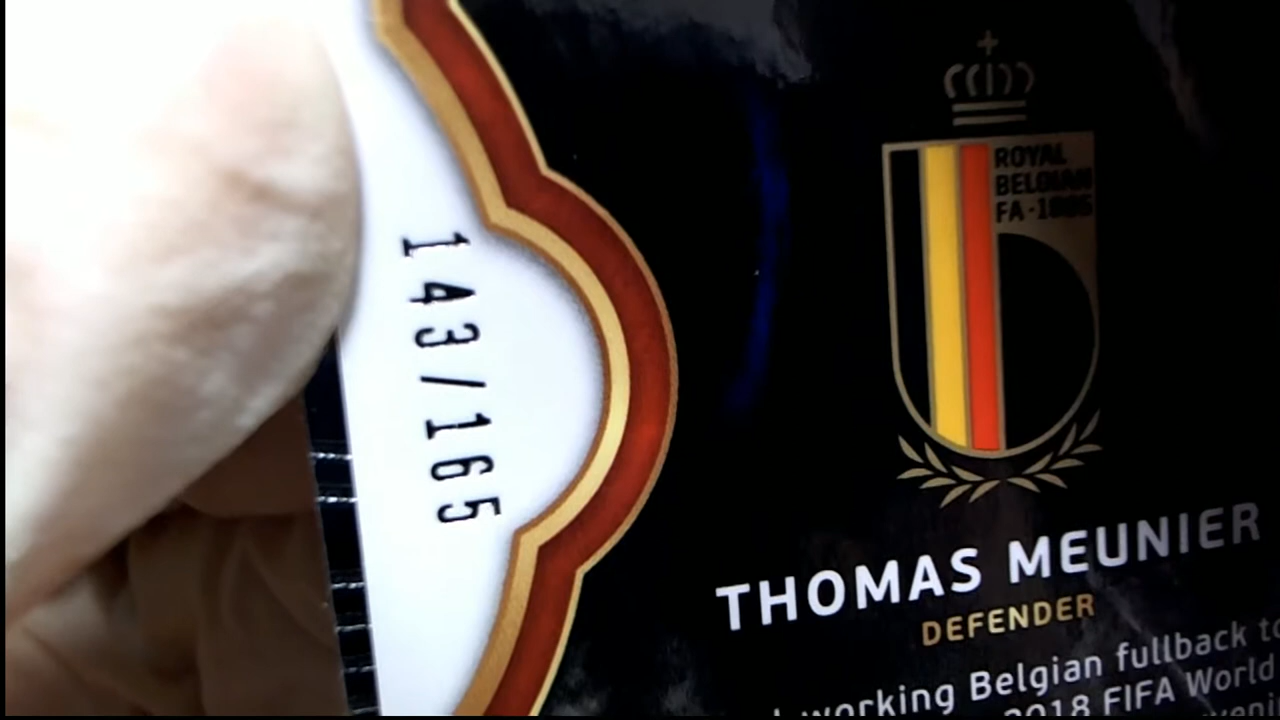 143/165
ROYAL
BELGIAN
FA-1895
THOMAS MEUNIER
DEFENDER
working Belgian fullback
2018 FIFA World